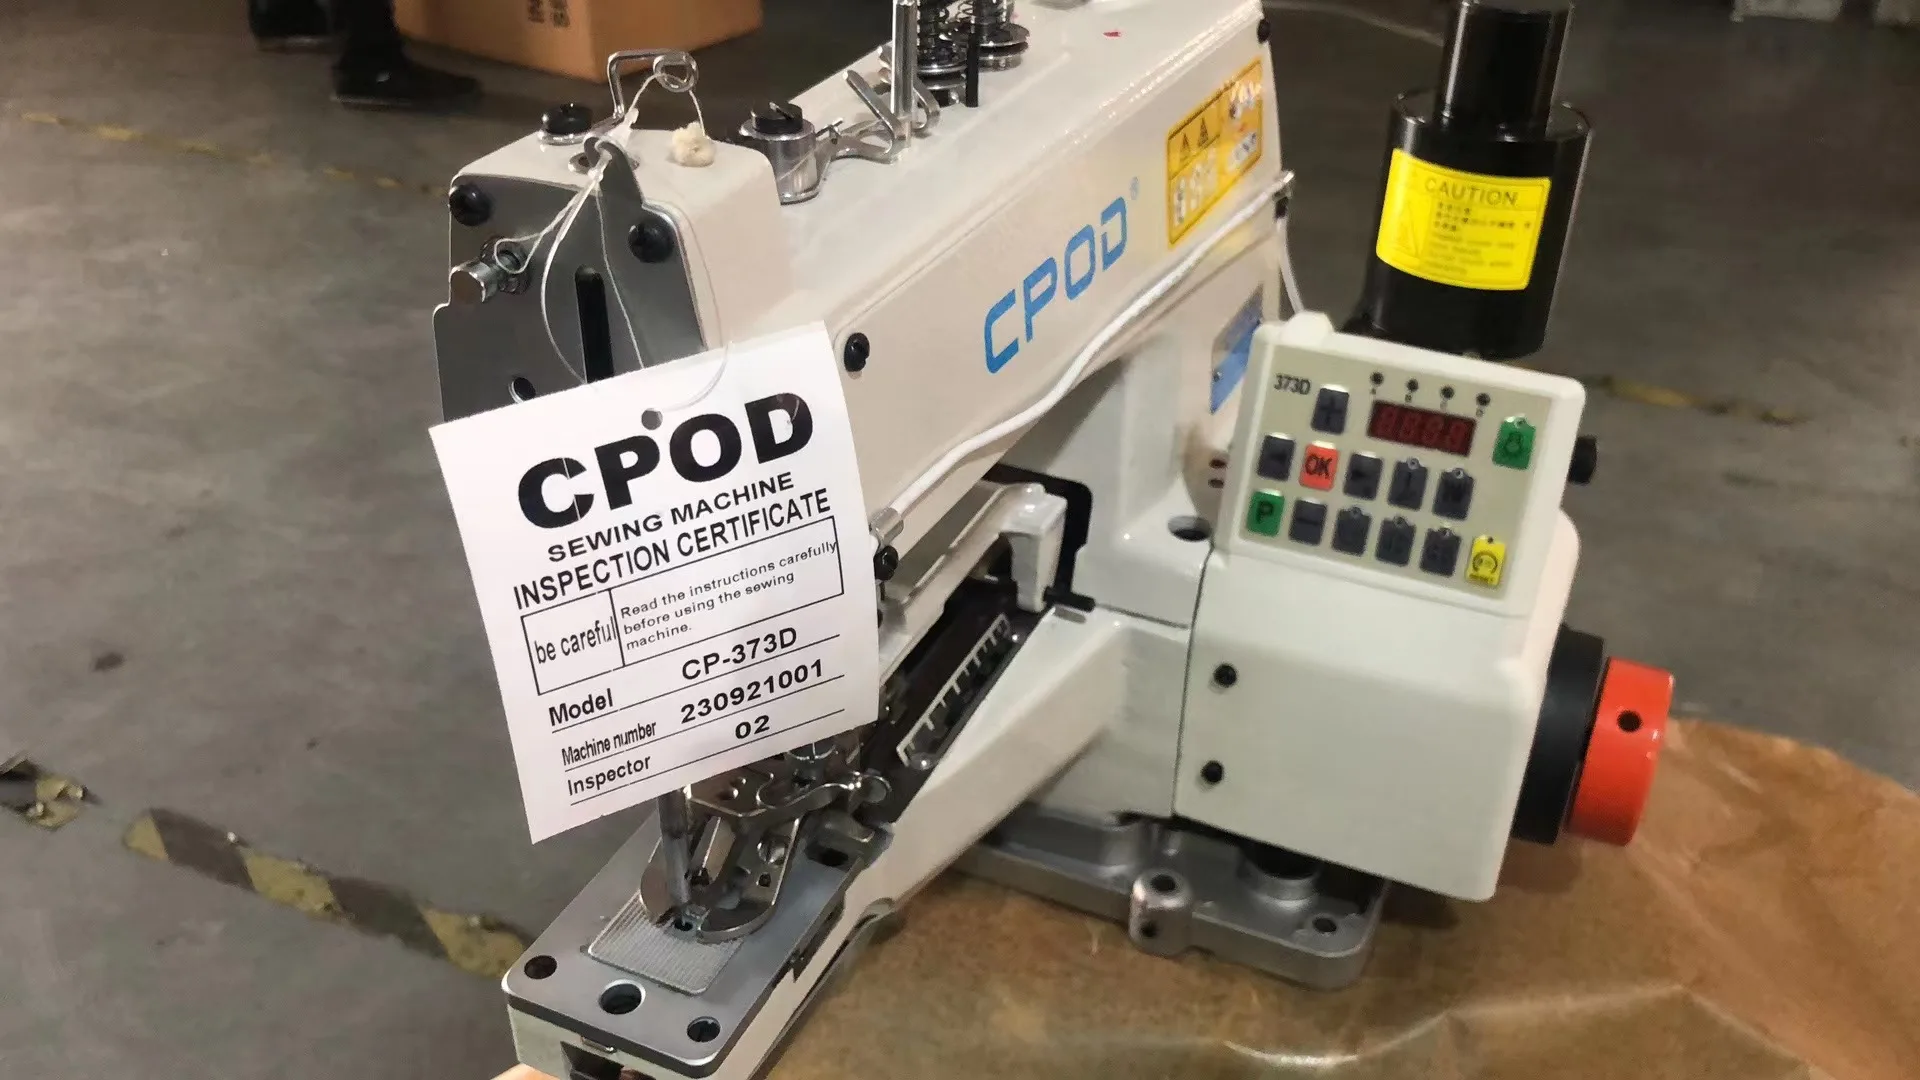 CPOD
SEWING MACHINE
INSPECTION CERTIFICATE
be careful
Read the instructions carefully
before using the sewing
machine.
Model CP-373D
Machine number 230921001
Inspector 02
CPOD®
CAUTION
373D
OK
P